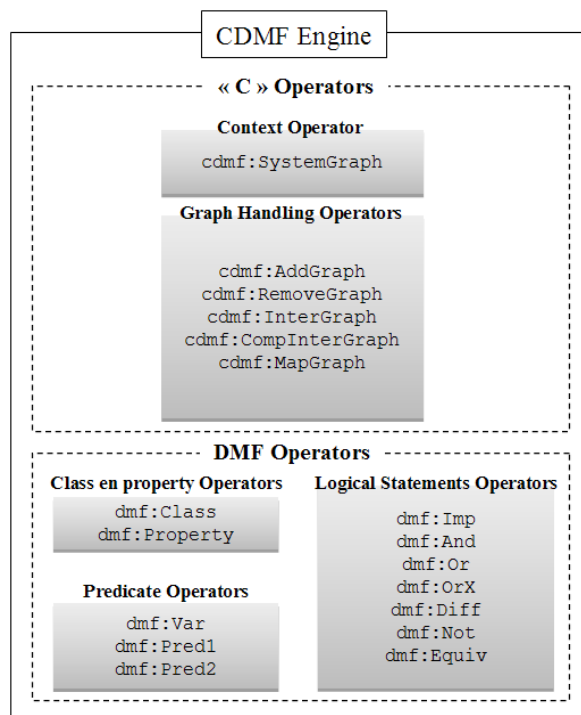 CDMF Engine
« C » Operators
Context Operator
cdmf:SystemGraph
Graph Handling Operators
cdmf:AddGraph
cdmf:RemoveGraph
cdmf:InterGraph
cdmf:CompInterGraph
cdmf:MapGraph
DMF Operators
Class en property Operators
dmf:Class
dmf:Property
Predicate Operators
dmf:Var
dmf:Pred1
dmf:Pred2
Logical Statements Operators
dmf:Imp
dmf:And
dmf:Or
dmf:OrX
dmf:Diff
dmf:Not
dmf:Equiv